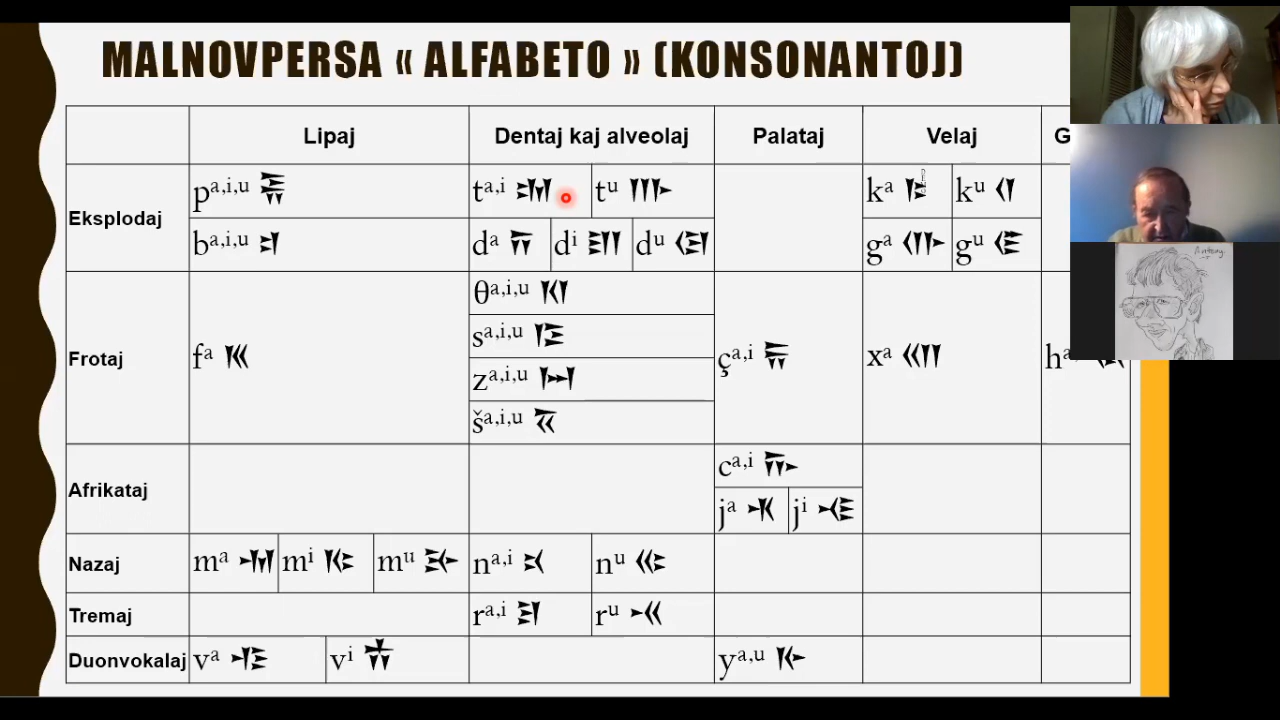 MALNOVPERSA « ALFABETO » (KONSONANTOJ)
Lipaj Dentaj kaj alveolaj Palataj Velaj G
Eksplodaj pa,i,u 𐎱 ta,i 𐎫 tu 𐎬 ka 𐎣 ku 𐎤
ba,i,u 𐎲 da 𐎭 di 𐎮 du 𐎯 ga 𐎥 gu 𐎦
Frotaj fa 𐎳 θa,i,u 𐎰 ça,i 𐏂 xa 𐎧 ha
sa,i,u 𐎿
za,i,u 𐏀
ša,i,u 𐏁
Afrikataj ca,i 𐎨
ja 𐎩 ji 𐎪
Nazaj ma 𐎶 mi 𐎷 mu 𐎸 na,i 𐎴 nu 𐎵
Tremaj ra,i 𐎼 ru 𐎽
Duonvokalaj va 𐎺 vi 𐎻 ya,u 𐎹
Antony